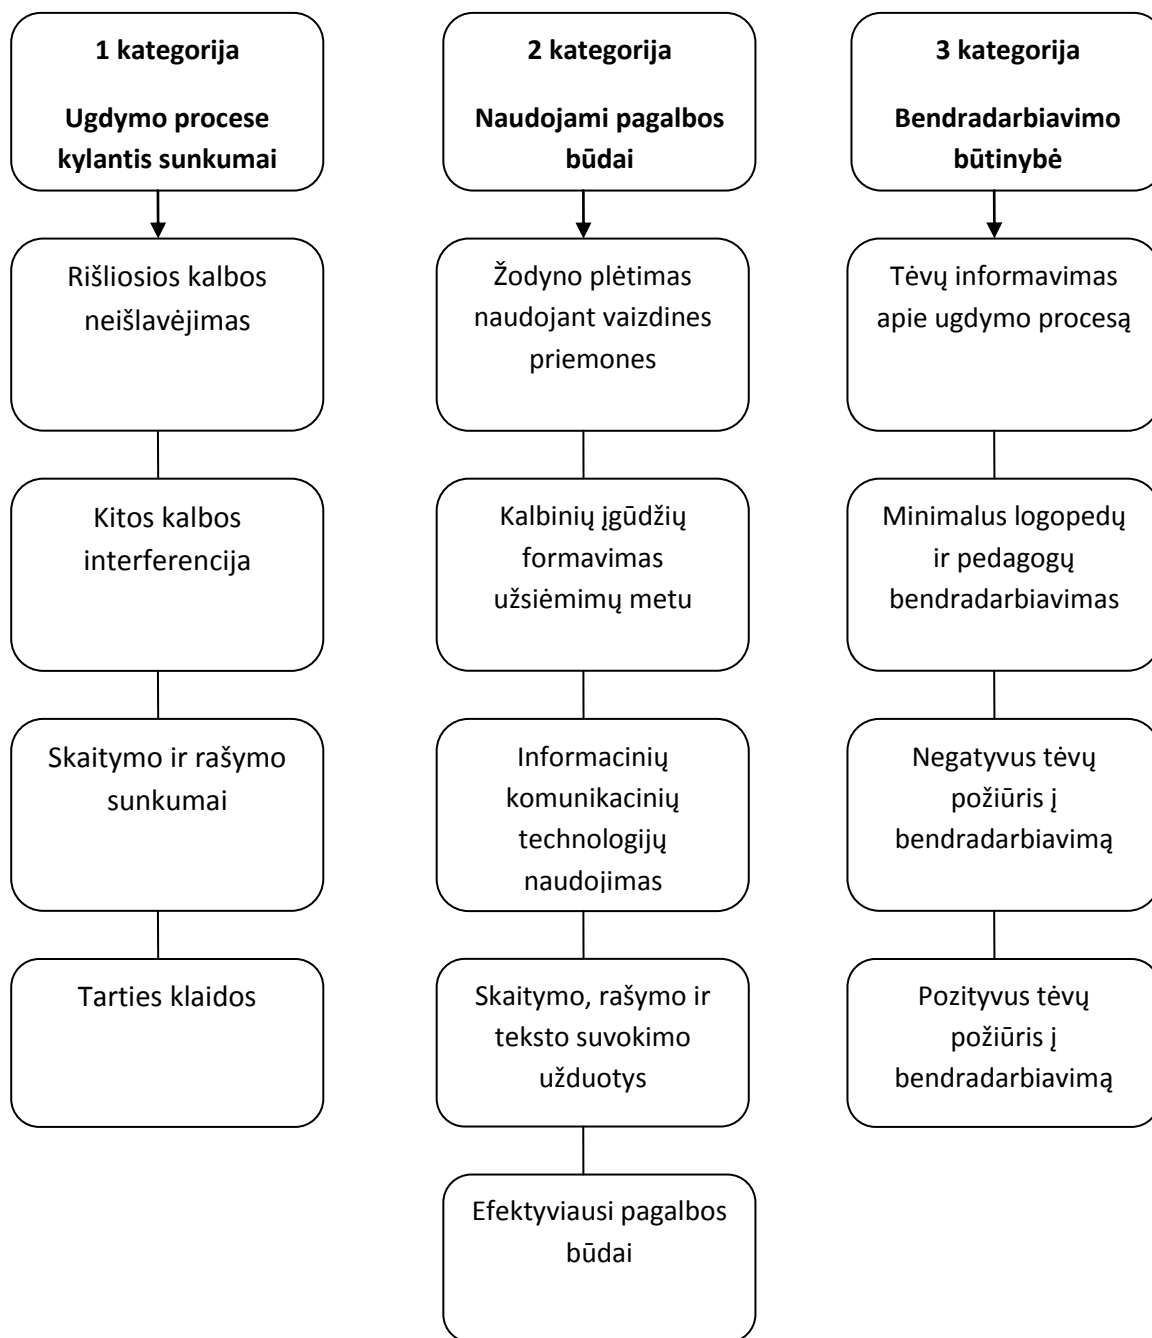 1 kategorija
Ugdymo procese
kylantis sunkumai
Rišliosios kalbos
neišlavėjimas
Kitos kalbos
interferencija
Skaitymo ir rašymo
sunkumai
Tarties klaidos
2 kategorija
Naudojami pagalbos
būdai
Žodyno plėtimas
naudojant vaizdines
priemones
Kalbinių įgūdžių
formavimas
užsiėmimų metu
Informacinių
komunikacinių
technologijų
naudojimas
Skaitymo, rašymo ir
teksto suvokimo
užduotys
Efektyviausi pagalbos
būdai
3 kategorija
Bendradarbiavimo
būtinybė
Tėvų informavimas
apie ugdymo procesą
Minimalus logopedų
ir pedagogų
bendradarbiavimas
Negatyvus tėvų
požiūris į
bendradarbiavimą
Pozityvus tėvų
požiūris į
bendradarbiavimą